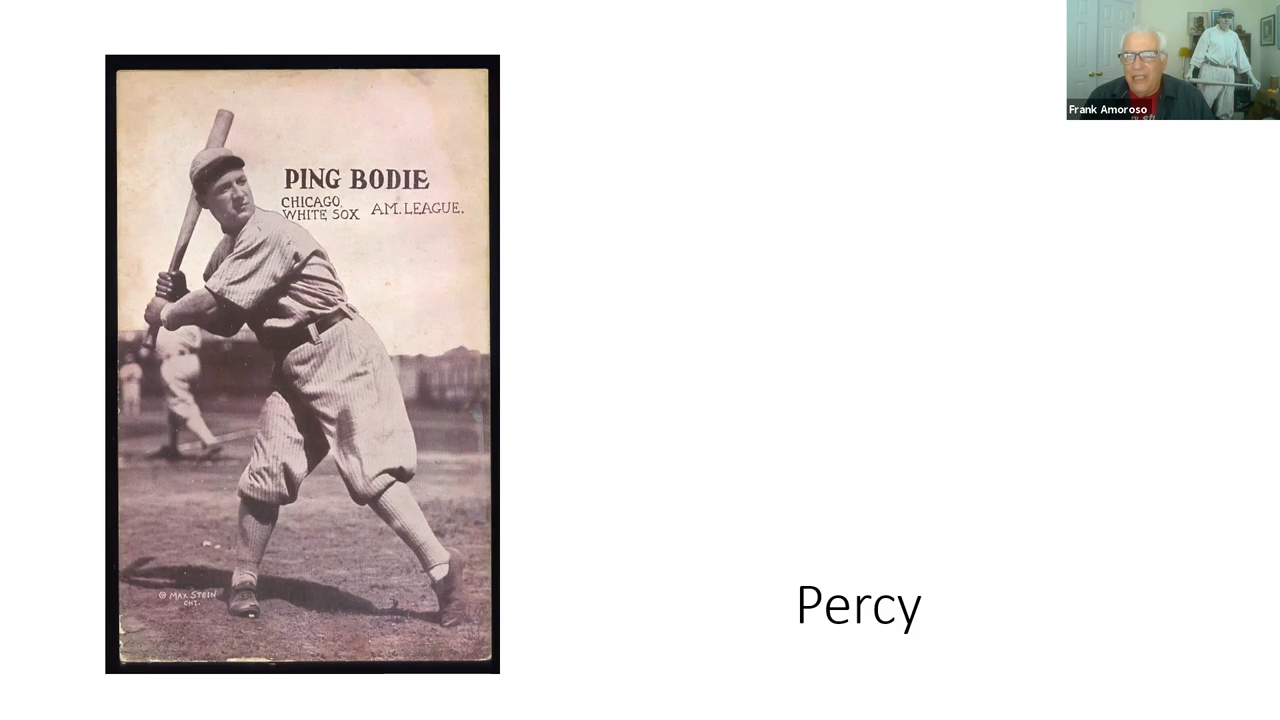 Frank Amoroso
PING BODIE
CHICAGO, WHITE SOX AM. LEAGUE.
© MAX STEIN
CHI.
Percy